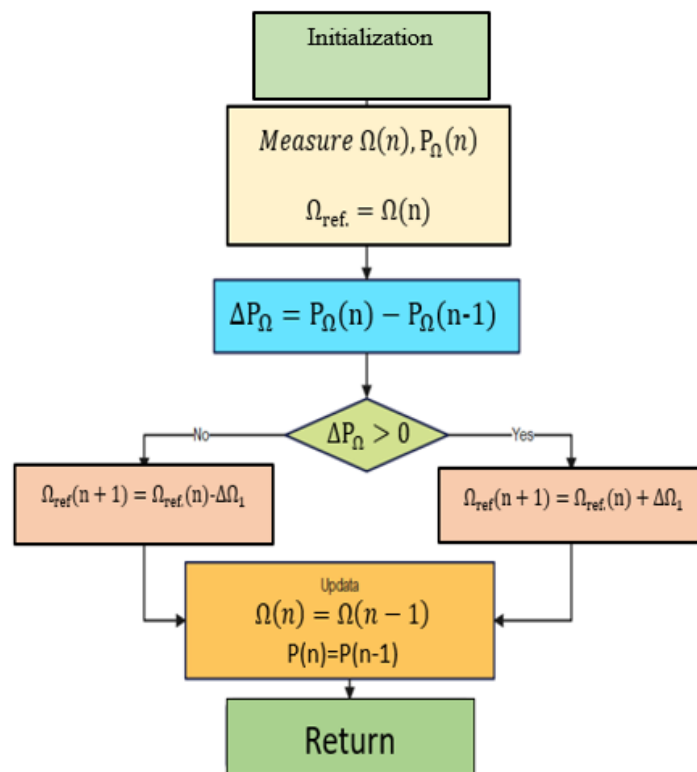 Initialization
Measure Ω(n), P_Ω(n)
Ω_ref. = Ω(n)
ΔP_Ω = P_Ω(n) − P_Ω(n-1)
No
ΔP_Ω > 0
Yes
Ω_ref(n + 1) = Ω_ref.(n)-ΔΩ_1
Ω_ref(n + 1) = Ω_ref.(n) + ΔΩ_1
Updata
Ω(n) = Ω(n − 1)
P(n)=P(n-1)
Return